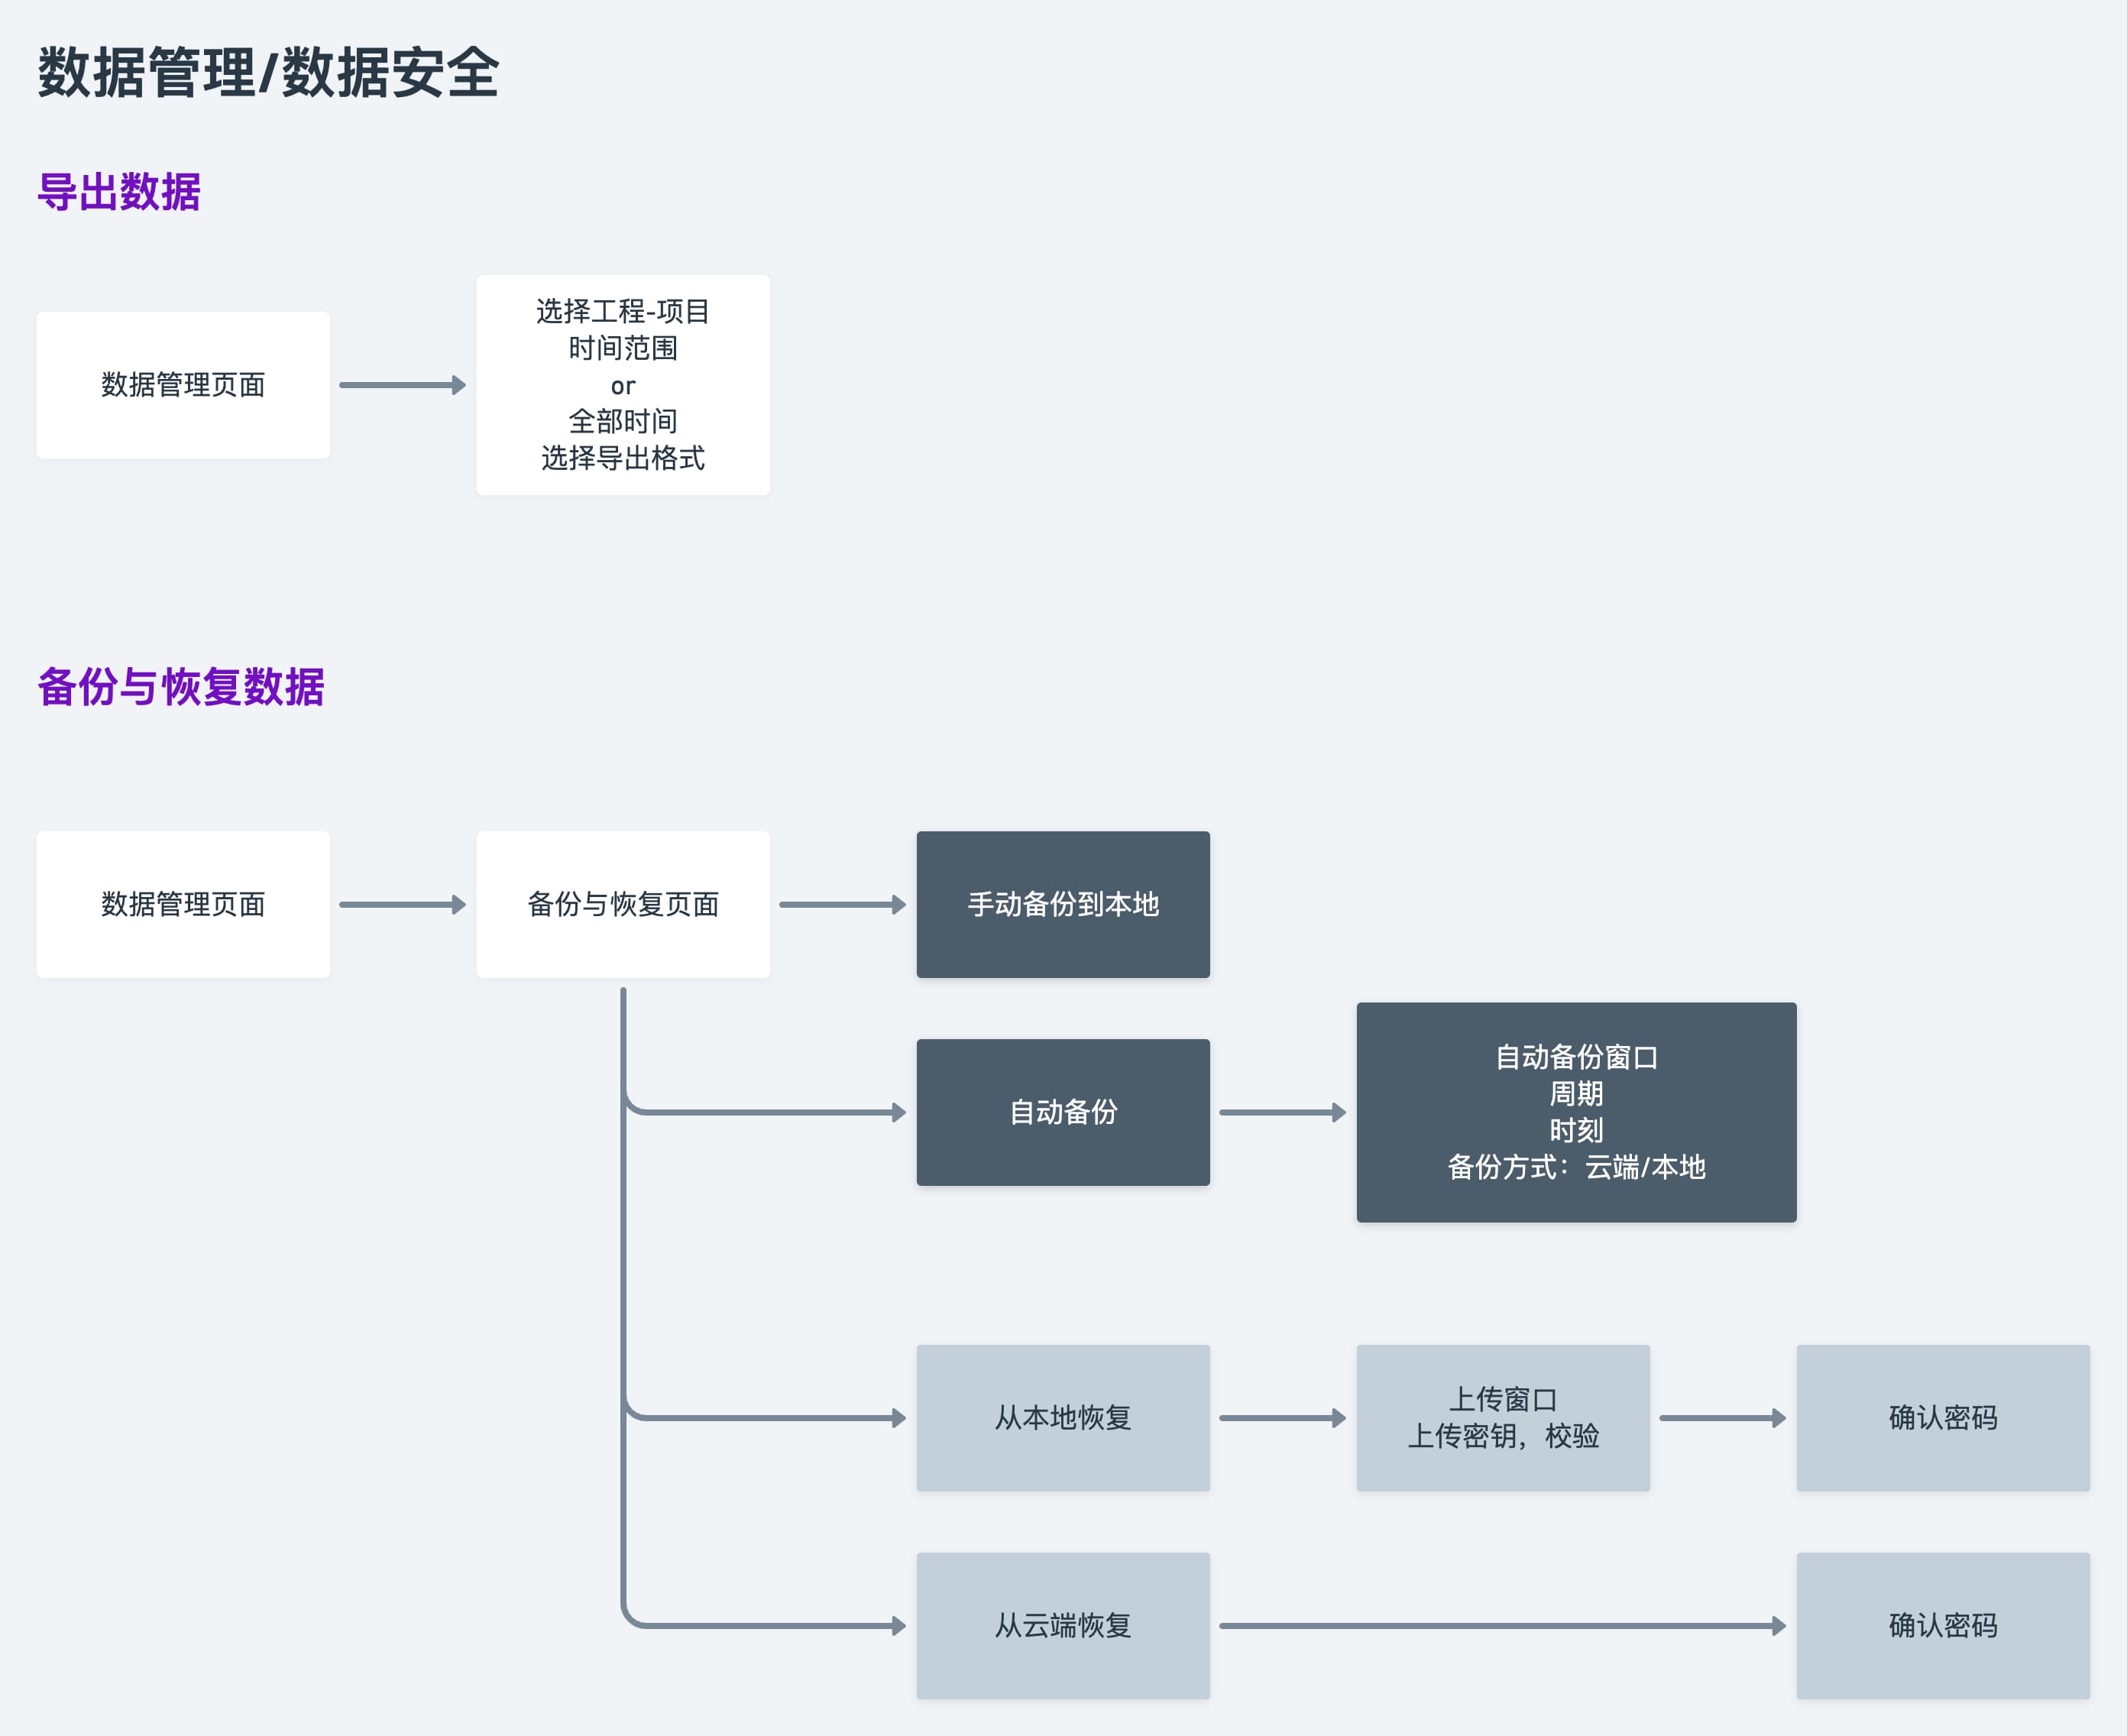 数据管理/数据安全
导出数据
数据管理页面
选择工程-项目
时间范围
or
全部时间
选择导出格式
备份与恢复数据
数据管理页面
备份与恢复页面
手动备份到本地
自动备份
自动备份窗口
周期
时刻
备份方式：云端/本地
从本地恢复
上传窗口
上传密钥，校验
确认密码
从云端恢复
确认密码